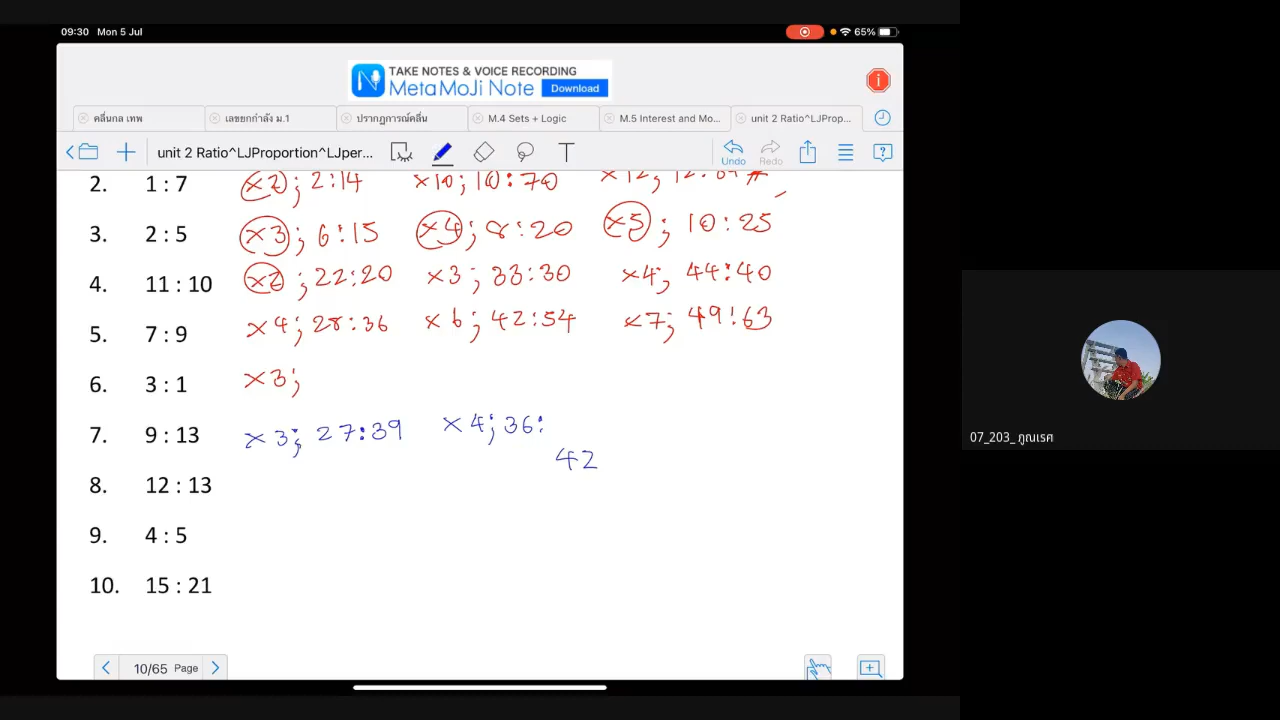 09:30 Mon 5 Jul 65%
TAKE NOTES & VOICE RECORDING
MetaMoJi Note Download
คลื่นกล เทพ เลขยกกำลัง ม.1 ปรากฏการณ์คลื่น M.4 Sets + Logic M.5 Interest and Mo... unit 2 Ratio^LJProp...
unit 2 Ratio^LJProportion^LJper... T Undo Redo
2. 1 : 7 ×2; 2:14 ×10; 10:70 ×12; 12:84 #
3. 2 : 5 ×3; 6:15 ×4; 8:20 ×5; 10:25
4. 11 : 10 ×2; 22:20 ×3; 33:30 ×4; 44:40
5. 7 : 9 ×4; 28:36 ×6; 42:54 ×7; 49:63
6. 3 : 1 ×3;
7. 9 : 13 ×3; 27:39 ×4; 36:
42
8. 12 : 13
9. 4 : 5
10. 15 : 21
10/65 Page
07_203_ ภูณเรศ